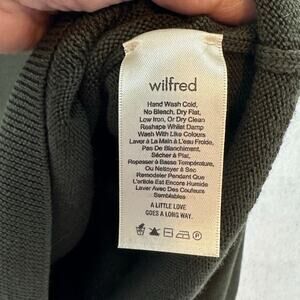 wilfred
Hand Wash Cold,
No Bleach, Dry Flat,
Low Iron, Or Dry Clean
Reshape Whilst Damp
Wash With Like Colours
Laver à La Main à L'eau Froide,
Pas De Blanchiment,
Sécher à Plat,
Repasser à Basse Température,
Ou Nettoyer à Sec
Remodeler Pendant Que
L'article Est Encore Humide
Laver Avec Des Couleurs
Semblables
A LITTLE LOVE
GOES A LONG WAY.